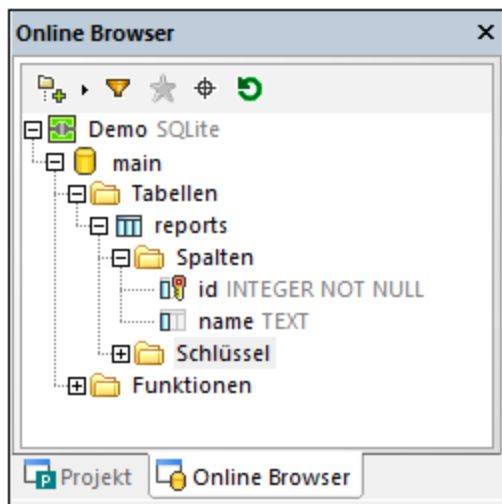 Online Browser
Demo SQLite
main
Tabellen
reports
Spalten
id INTEGER NOT NULL
name TEXT
Schlüssel
Funktionen
Projekt Online Browser